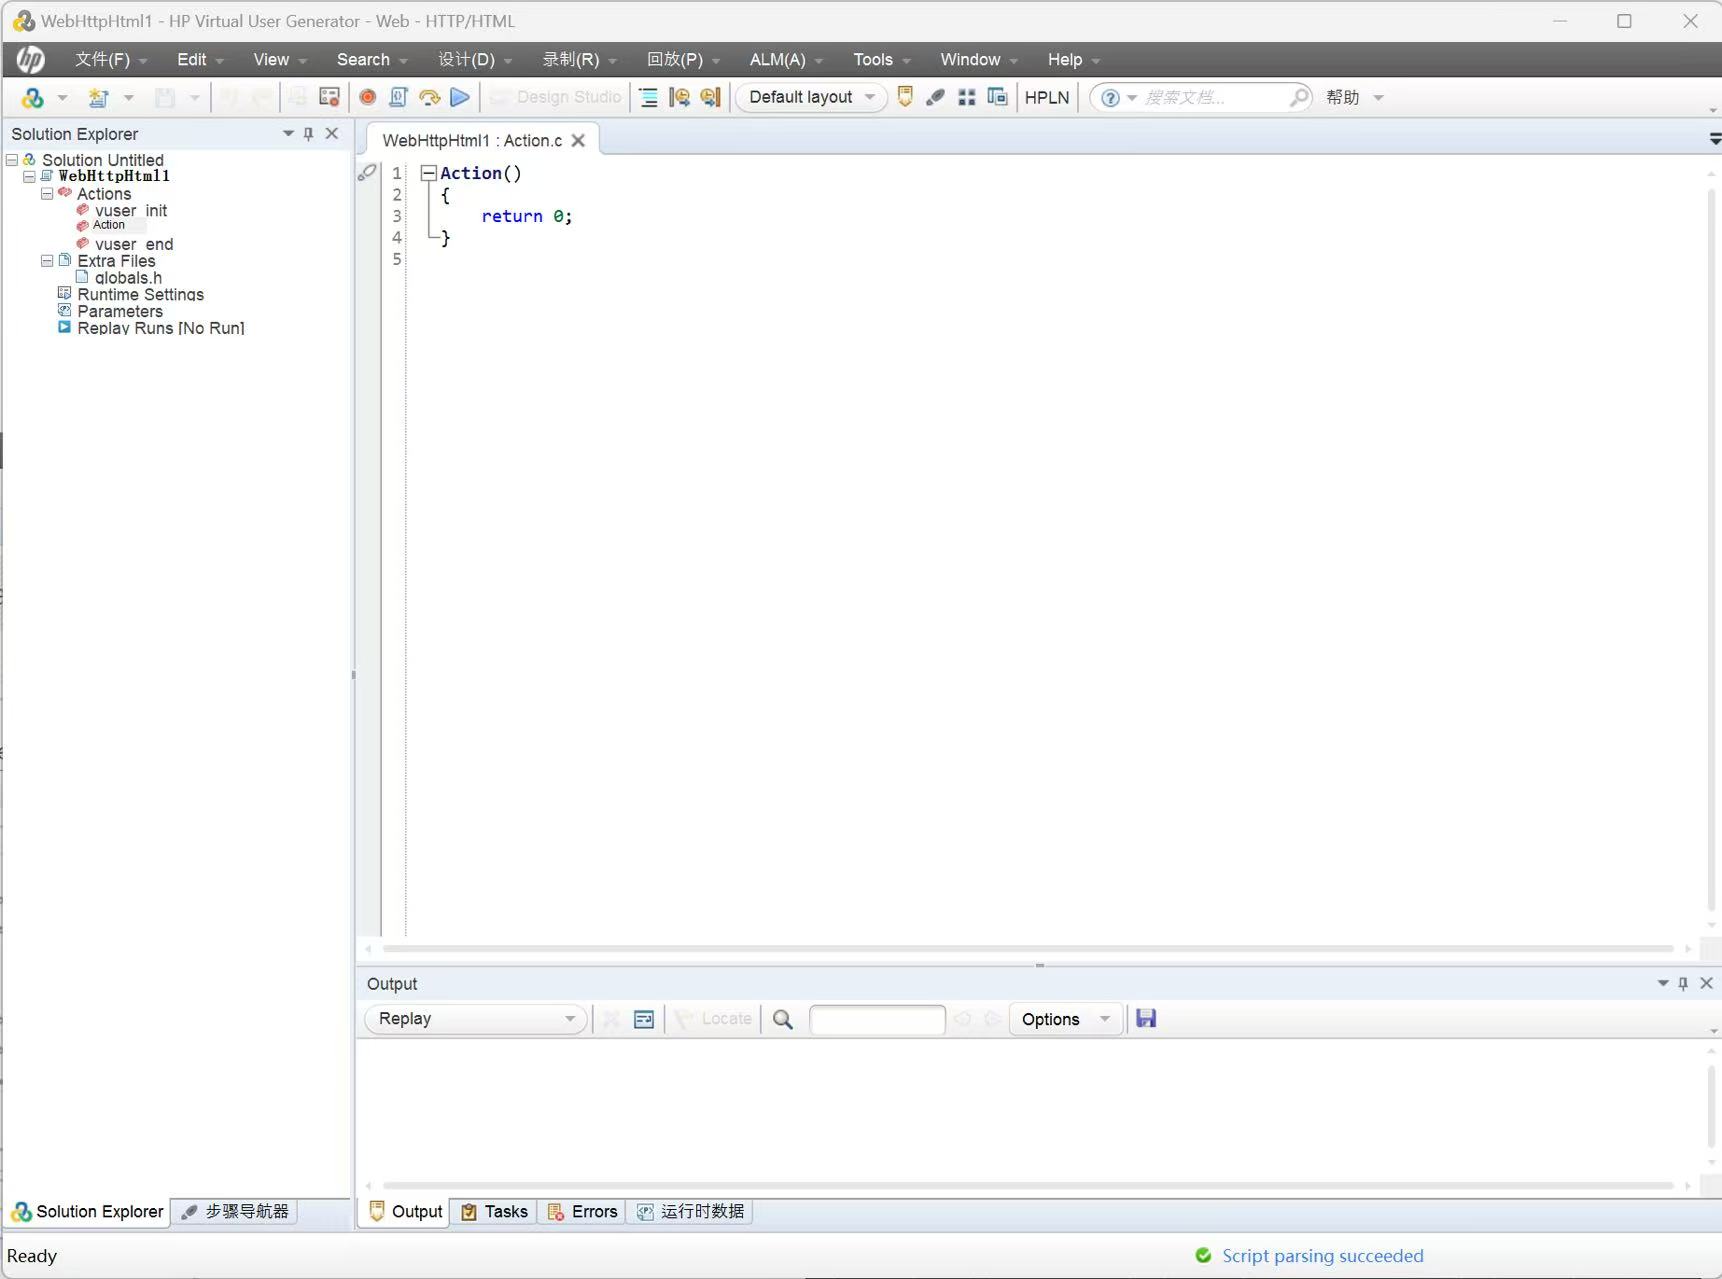 WebHttpHtml1 - HP Virtual User Generator - Web - HTTP/HTML
hp 文件(F) Edit View Search 设计(D) 录制(R) 回放(P) ALM(A) Tools Window Help
Design Studio Default layout HPLN 搜索文档... 帮助
Solution Explorer
WebHttpHtml1 : Action.c
Solution Untitled
WebHttpHtml1
Actions
vuser_init
Action
vuser_end
Extra Files
globals.h
Runtime Settings
Parameters
Replay Runs [No Run]
1 Action()
2 {
3 return 0;
4 }
5
Output
Replay Locate Options
Solution Explorer 步骤导航器
Output Tasks Errors 运行时数据
Ready
Script parsing succeeded